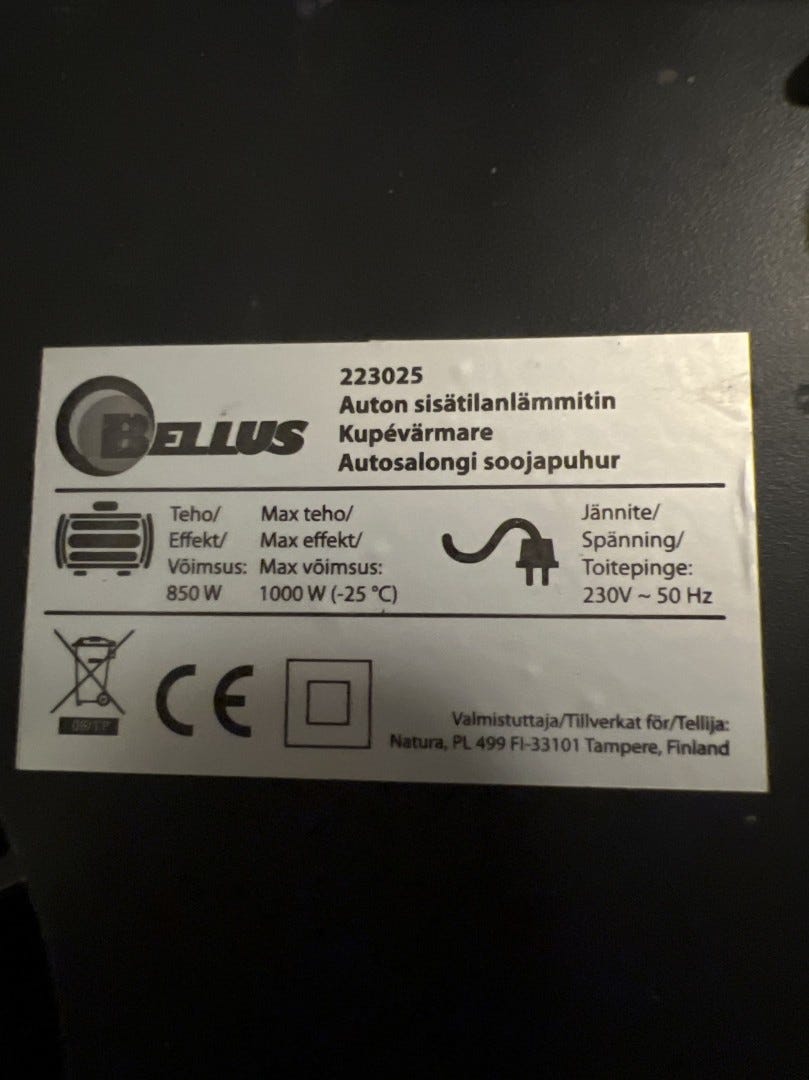 BELLUS
223025
Auton sisätilanlämmitin
Kupévärmare
Autosalongi soojapuhur
Teho/
Effekt/
Võimsus:
850 W
Max teho/
Max effekt/
Max võimsus:
1000 W (-25 °C)
Jännite/
Spänning/
Toitepinge:
230V ~ 50 Hz
CE
Valmistuttaja/Tillverkat för/Tellija:
Natura, PL 499 FI-33101 Tampere, Finland